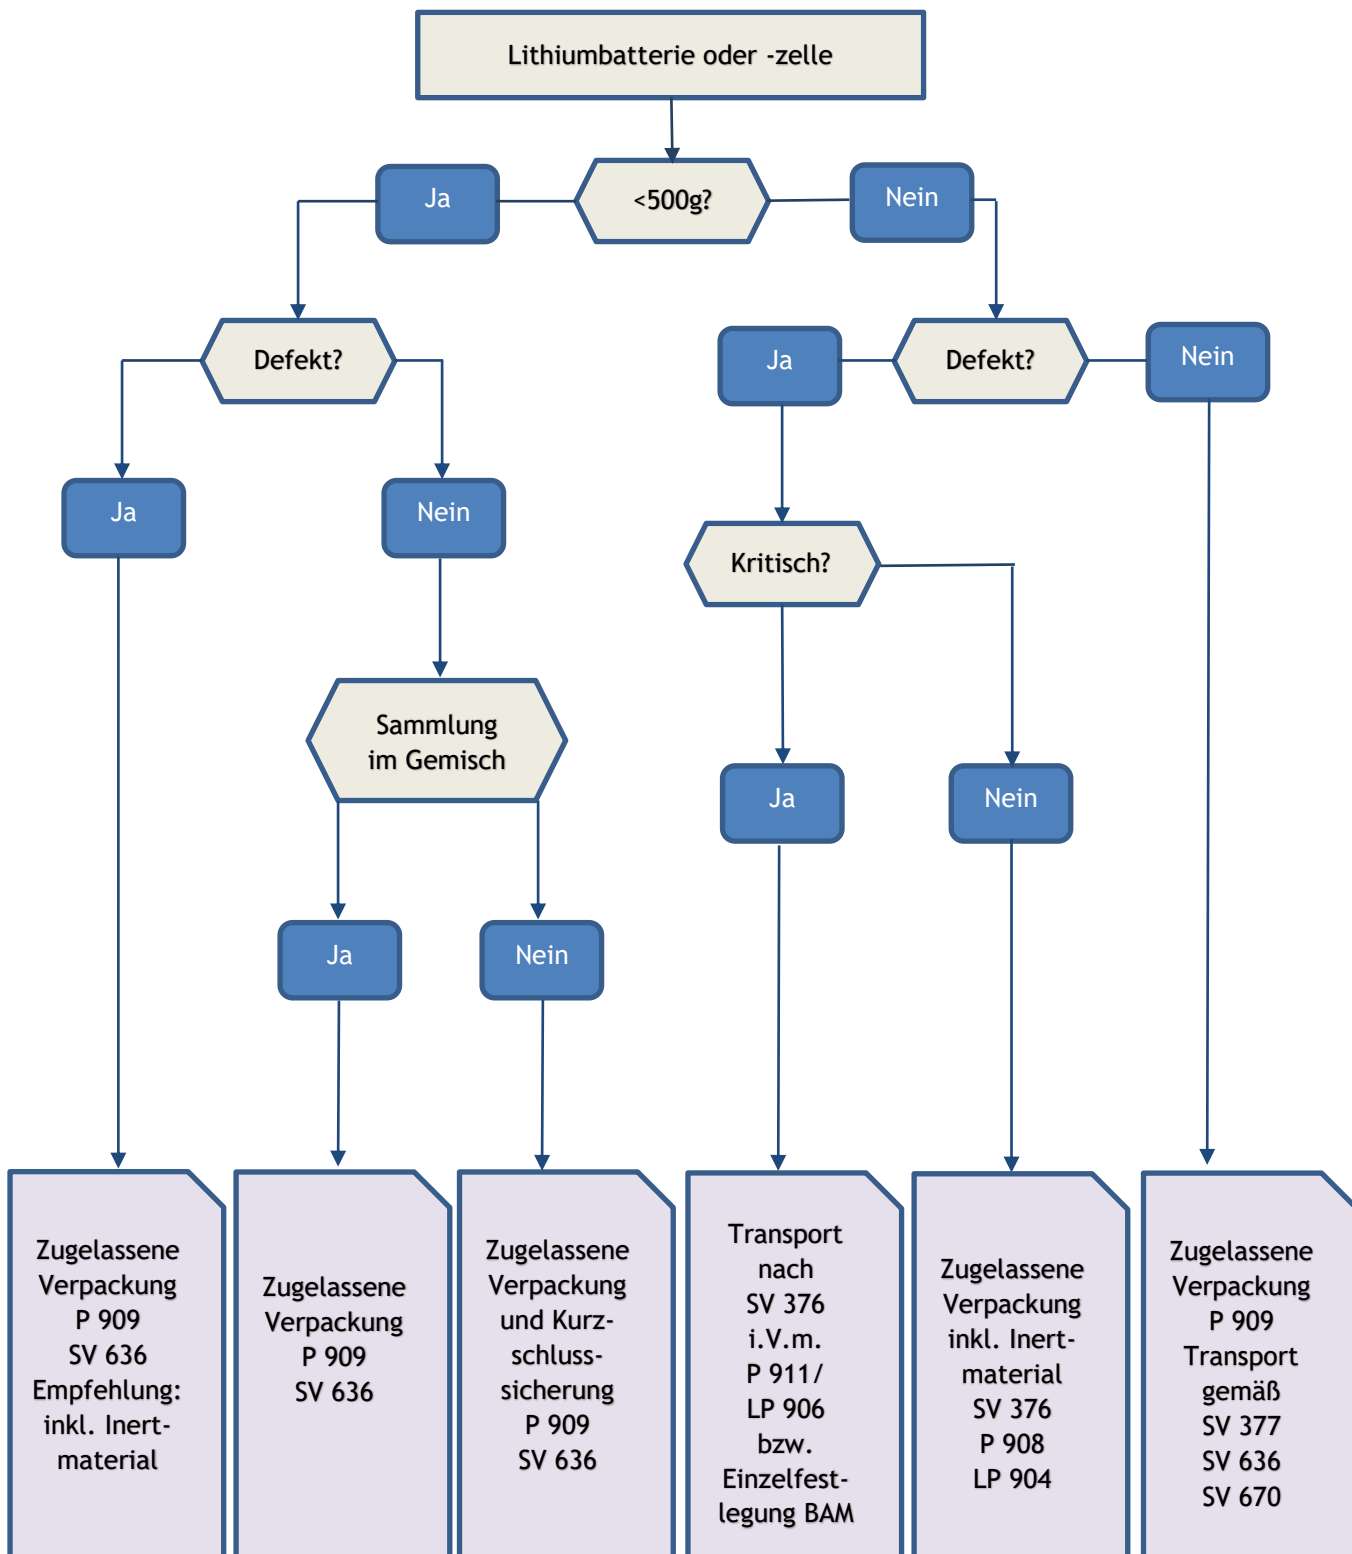 Lithiumbatterie oder -zelle
Ja
<500g?
Nein
Defekt?
Ja
Defekt?
Nein
Ja
Nein
Kritisch?
Sammlung
im Gemisch
Ja
Nein
Ja
Nein
Zugelassene
Verpackung
P 909
SV 636
Empfehlung:
inkl. Inert-
material
Zugelassene
Verpackung
P 909
SV 636
Zugelassene
Verpackung
und Kurz-
schluss-
sicherung
P 909
SV 636
Transport
nach
SV 376
i.V.m.
P 911/
LP 906
bzw.
Einzelfest-
legung BAM
Zugelassene
Verpackung
inkl. Inert-
material
SV 376
P 908
LP 904
Zugelassene
Verpackung
P 909
Transport
gemäß
SV 377
SV 636
SV 670